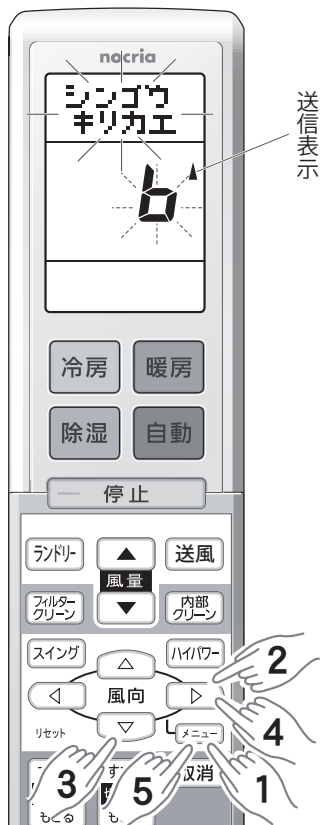 nocria
シンゴウ
キリカエ
b
送信表示
冷房
暖房
除湿
自動
停止
ランドリー
▲
送風
風量
フィルター
クリーン
▼
内部
クリーン
スイング
△
ハイパワー
2
◁
風向
▷
リセット
▽
メニュー
4
3
5
取消
1
もどる